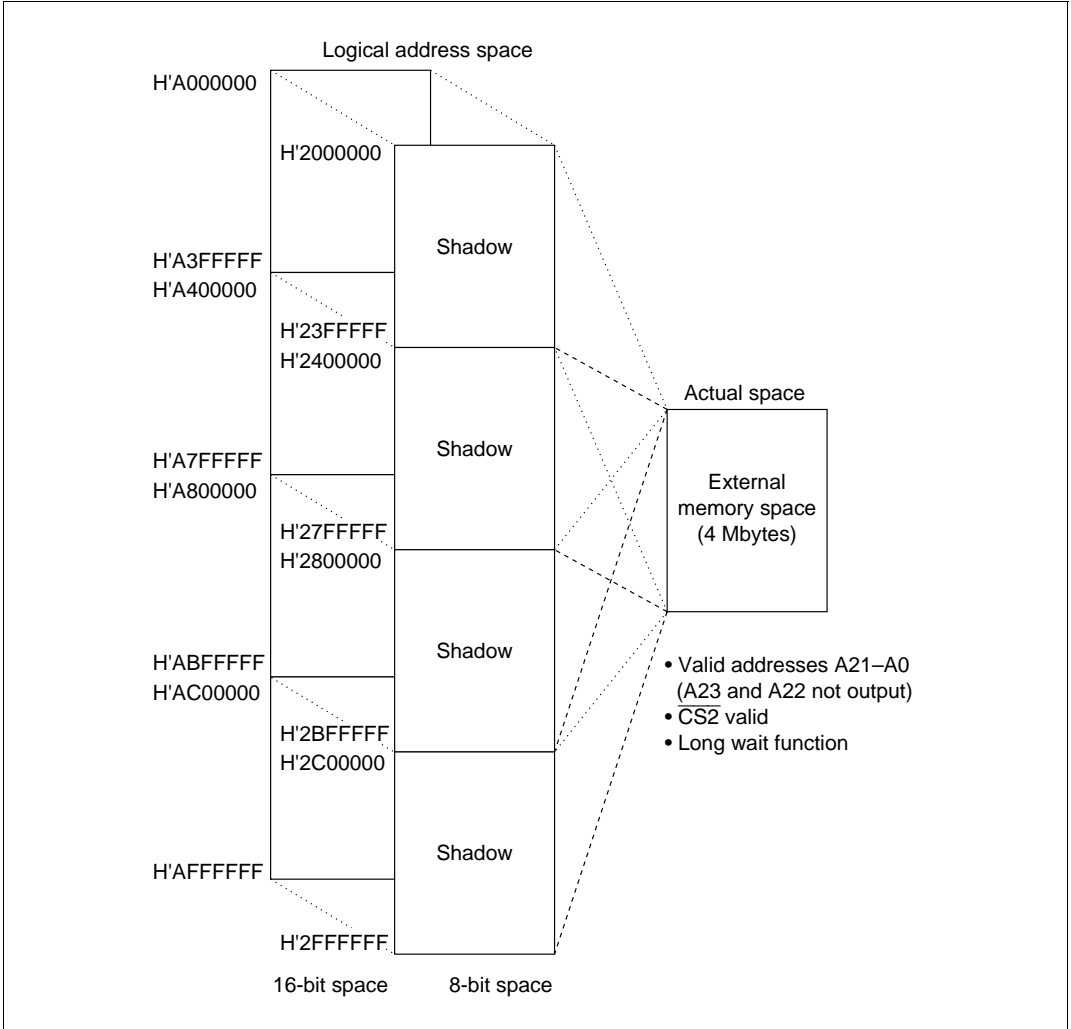 Logical address space
H'A000000
H'2000000
Shadow
H'A3FFFFF
H'A400000
H'23FFFFF
H'2400000
Actual space
Shadow
H'A7FFFFF
H'A800000
External
memory space
(4 Mbytes)
H'27FFFFF
H'2800000
Shadow
H'ABFFFFF
H'AC00000
• Valid addresses A21–A0
(A23 and A22 not output)
• C̅S̅2̅ valid
• Long wait function
H'2BFFFFF
H'2C00000
Shadow
H'AFFFFFF
H'2FFFFFF
16-bit space
8-bit space